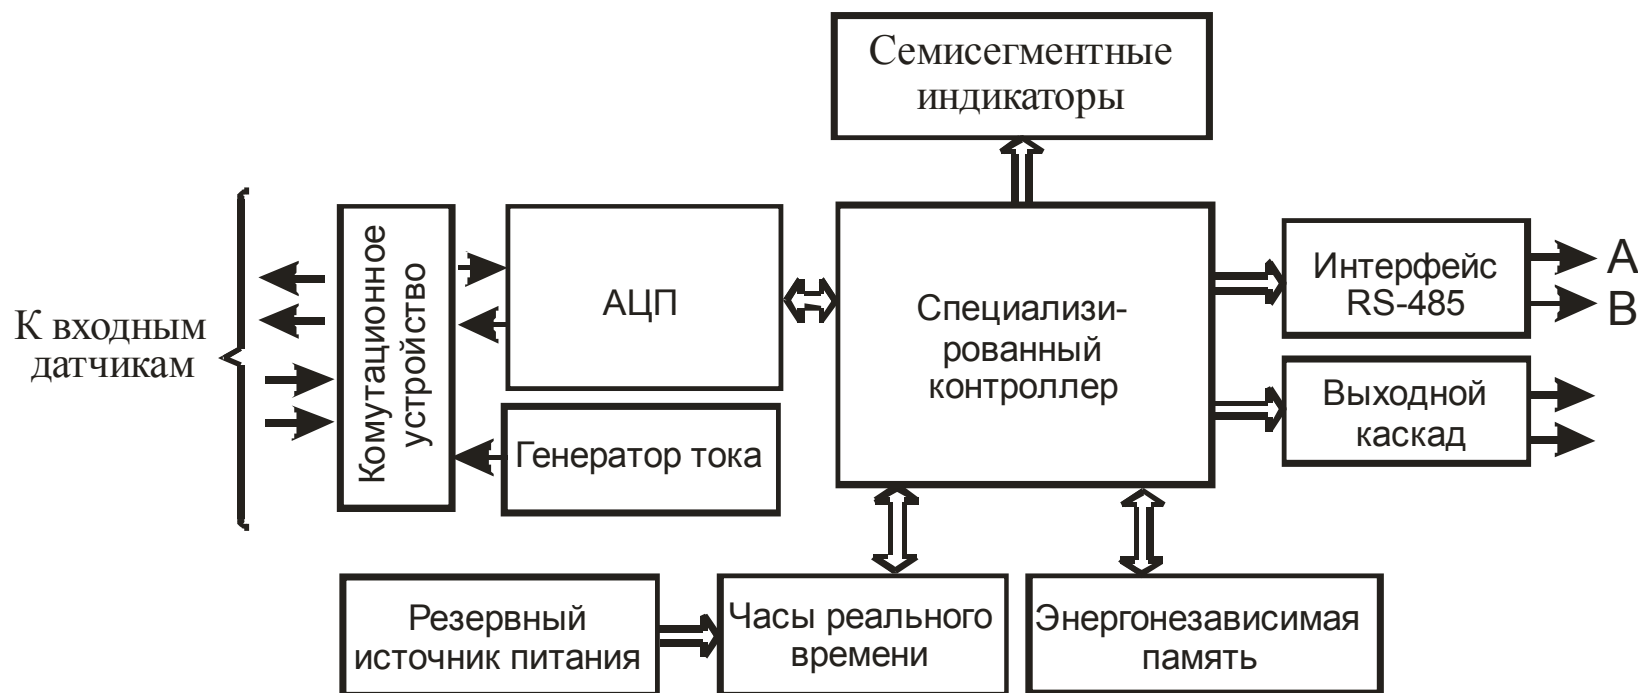 Семисегментные
индикаторы
К входным
датчикам
Комутационное
устройство
АЦП
Генератор тока
Специализи-
рованный
контроллер
Интерфейс
RS-485
A
B
Выходной
каскад
Резервный
источник питания
Часы реального
времени
Энергонезависимая
память